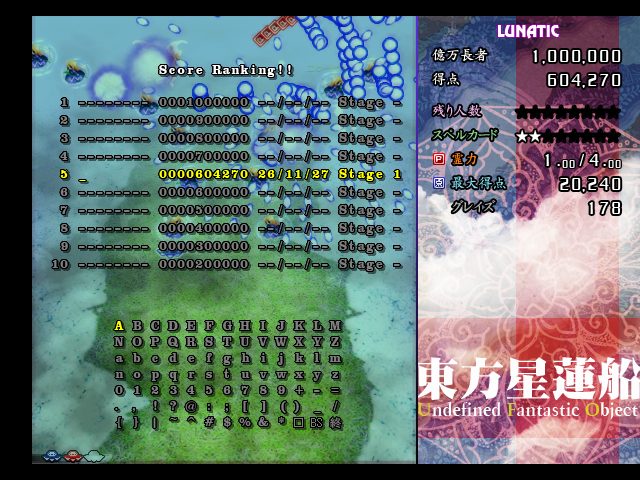 Score Ranking!!
1 -------- 0001000000 --/--/-- Stage -
2 -------- 0000900000 --/--/-- Stage -
3 -------- 0000800000 --/--/-- Stage -
4 -------- 0000700000 --/--/-- Stage -
5 _ 0000604270 26/11/27 Stage 1
6 -------- 0000600000 --/--/-- Stage -
7 -------- 0000500000 --/--/-- Stage -
8 -------- 0000400000 --/--/-- Stage -
9 -------- 0000300000 --/--/-- Stage -
10 -------- 0000200000 --/--/-- Stage -
A B C D E F G H I J K L M
N O P Q R S T U V W X Y Z
a b c d e f g h i j k l m
n o p q r s t u v w x y z
0 1 2 3 4 5 6 7 8 9 + - =
. , ! ? @ : ; [ ] ( ) _ /
{ } | ~ ^ # $ % & * □ BS 終
LUNATIC
億万長者 1,000,000
得点 604,270
残り人数
スペルカード ★★
P 霊力 1.00/4.00
点 最大得点 20,240
グレイズ 178
東方星蓮船
Undefined Fantastic Object